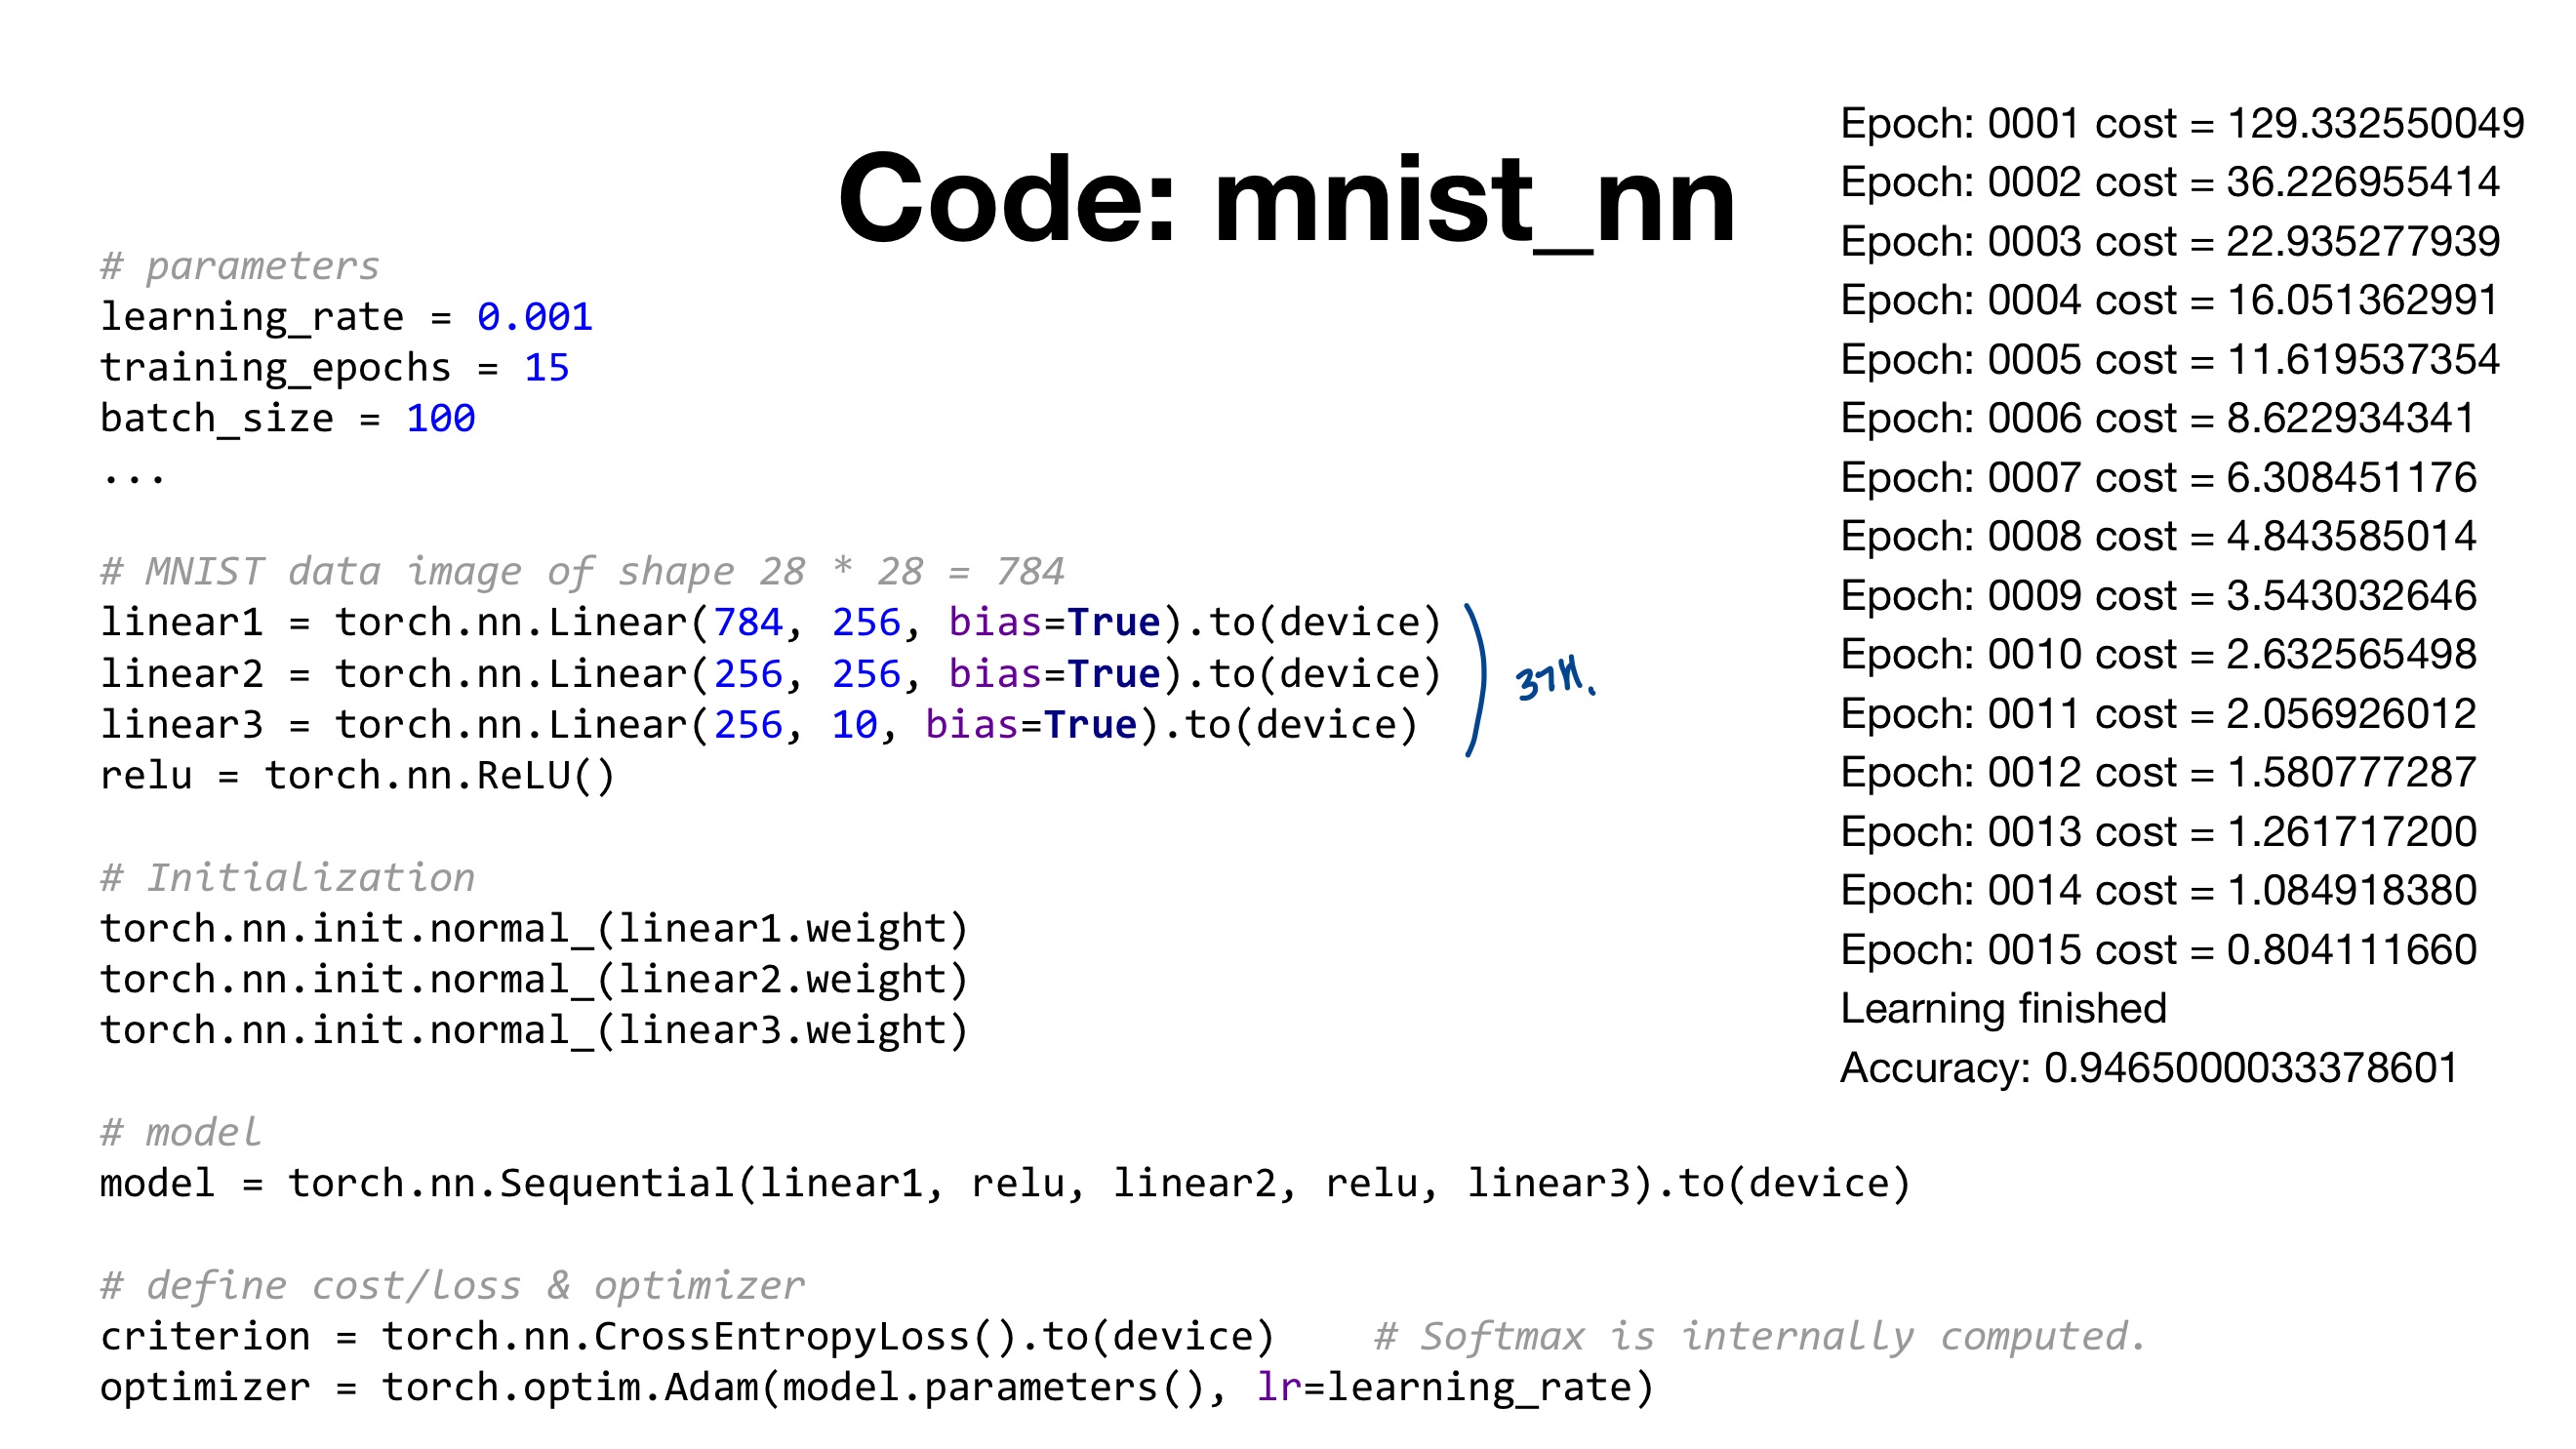 Code: mnist_nn
# parameters
learning_rate = 0.001
training_epochs = 15
batch_size = 100
...
# MNIST data image of shape 28 * 28 = 784
linear1 = torch.nn.Linear(784, 256, bias=True).to(device)
linear2 = torch.nn.Linear(256, 256, bias=True).to(device)
linear3 = torch.nn.Linear(256, 10, bias=True).to(device)
relu = torch.nn.ReLU()
3개.
# Initialization
torch.nn.init.normal_(linear1.weight)
torch.nn.init.normal_(linear2.weight)
torch.nn.init.normal_(linear3.weight)
# model
model = torch.nn.Sequential(linear1, relu, linear2, relu, linear3).to(device)
# define cost/loss & optimizer
criterion = torch.nn.CrossEntropyLoss().to(device)    # Softmax is internally computed.
optimizer = torch.optim.Adam(model.parameters(), lr=learning_rate)
Epoch: 0001 cost = 129.332550049
Epoch: 0002 cost = 36.226955414
Epoch: 0003 cost = 22.935277939
Epoch: 0004 cost = 16.051362991
Epoch: 0005 cost = 11.619537354
Epoch: 0006 cost = 8.622934341
Epoch: 0007 cost = 6.308451176
Epoch: 0008 cost = 4.843585014
Epoch: 0009 cost = 3.543032646
Epoch: 0010 cost = 2.632565498
Epoch: 0011 cost = 2.056926012
Epoch: 0012 cost = 1.580777287
Epoch: 0013 cost = 1.261717200
Epoch: 0014 cost = 1.084918380
Epoch: 0015 cost = 0.804111660
Learning finished
Accuracy: 0.9465000033378601